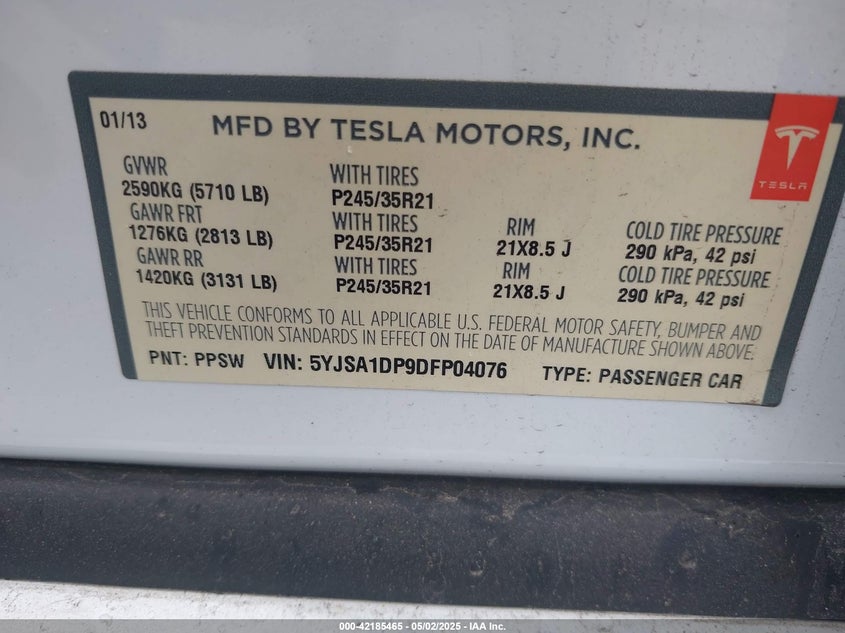 01/13 MFD BY TESLA MOTORS, INC.
TESLA
GVWR WITH TIRES
2590KG (5710 LB) P245/35R21
GAWR FRT WITH TIRES RIM COLD TIRE PRESSURE
1276KG (2813 LB) P245/35R21 21X8.5 J 290 kPa, 42 psi
GAWR RR WITH TIRES RIM COLD TIRE PRESSURE
1420KG (3131 LB) P245/35R21 21X8.5 J 290 kPa, 42 psi
THIS VEHICLE CONFORMS TO ALL APPLICABLE U.S. FEDERAL MOTOR SAFETY, BUMPER AND
THEFT PREVENTION STANDARDS IN EFFECT ON THE DATE OF MANUFACTURE SHOWN ABOVE.
PNT: PPSW VIN: 5YJSA1DP9DFP04076 TYPE: PASSENGER CAR
000-42185465 - 05/02/2025 - IAA Inc.